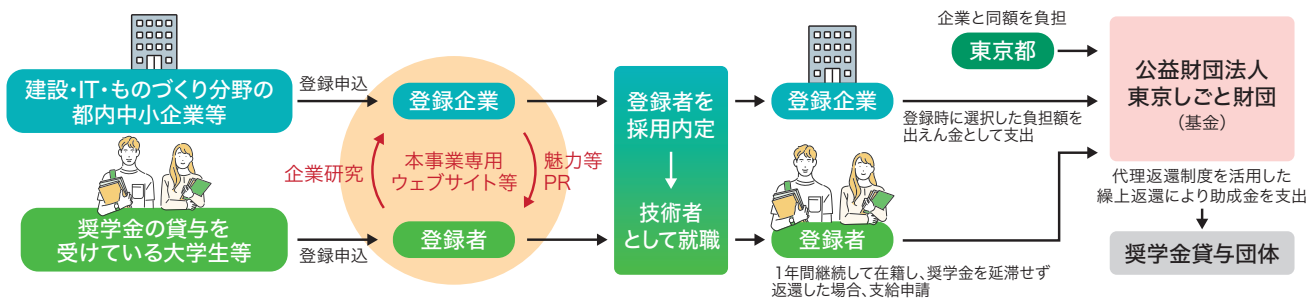 建設・IT・ものづくり分野の
都内中小企業等
奨学金の貸与を
受けている大学生等
登録申込
登録申込
登録企業
企業研究
本事業専用
ウェブサイト等
魅力等
PR
登録者
登録者を
採用内定
技術者
として就職
登録企業
登録者
1年間継続して在籍し、奨学金を延滞せず
返還した場合、支給申請
企業と同額を負担
東京都
登録時に選択した負担額を
出えん金として支出
公益財団法人
東京しごと財団
（基金）
代理返還制度を活用した
繰上返還により助成金を支出
奨学金貸与団体